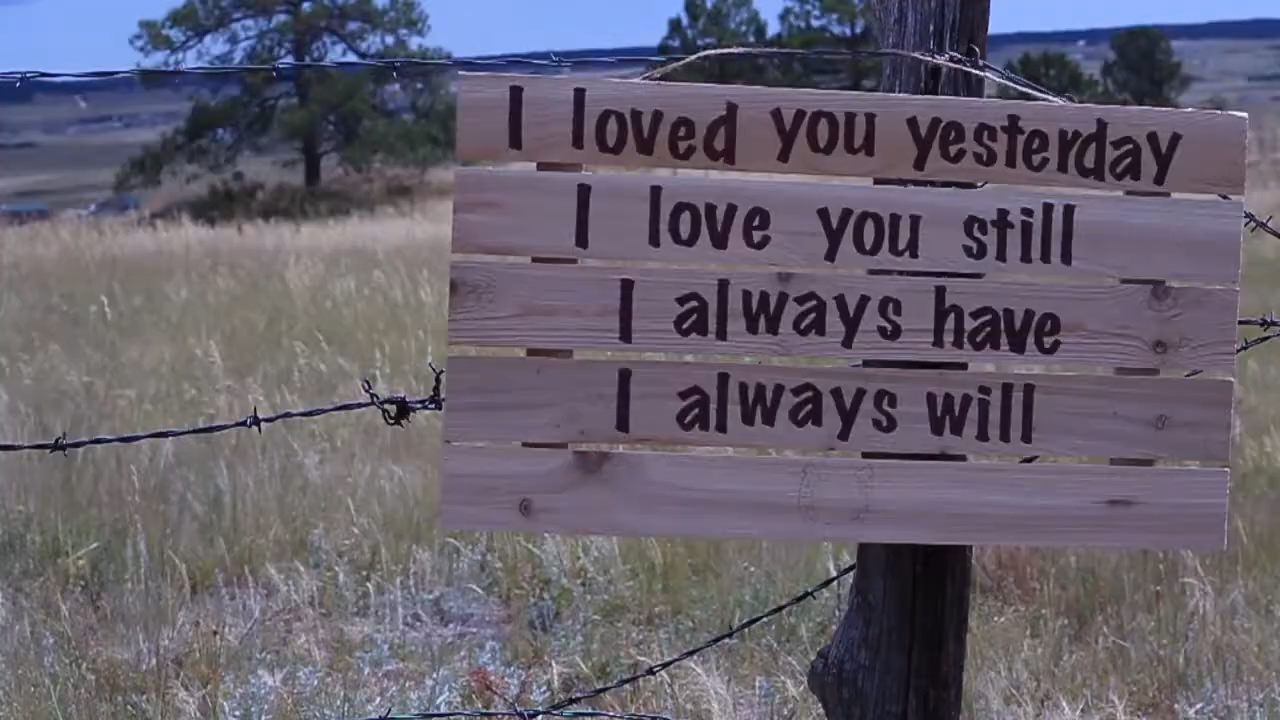 I loved you yesterday
I love you still
I always have
I always will